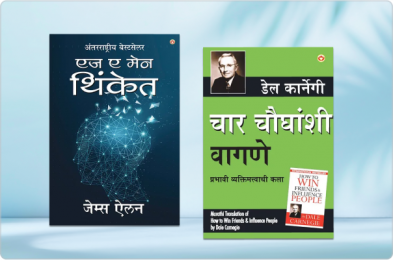 अंतरराष्ट्रीय बेस्टसेलर
एज ए मेन
थिंकेत
जेम्स ऐलन
डेल कार्नेगी
चार चौघांशी
वागणे
प्रभावी व्यक्तिमत्त्वाची कला
HOW TO
WIN
FRIENDS &
INFLUENCE
PEOPLE
DALE
CARNEGIE
Marathi Translation of
How to Win Friends & Influence People
by Dale Carnegie